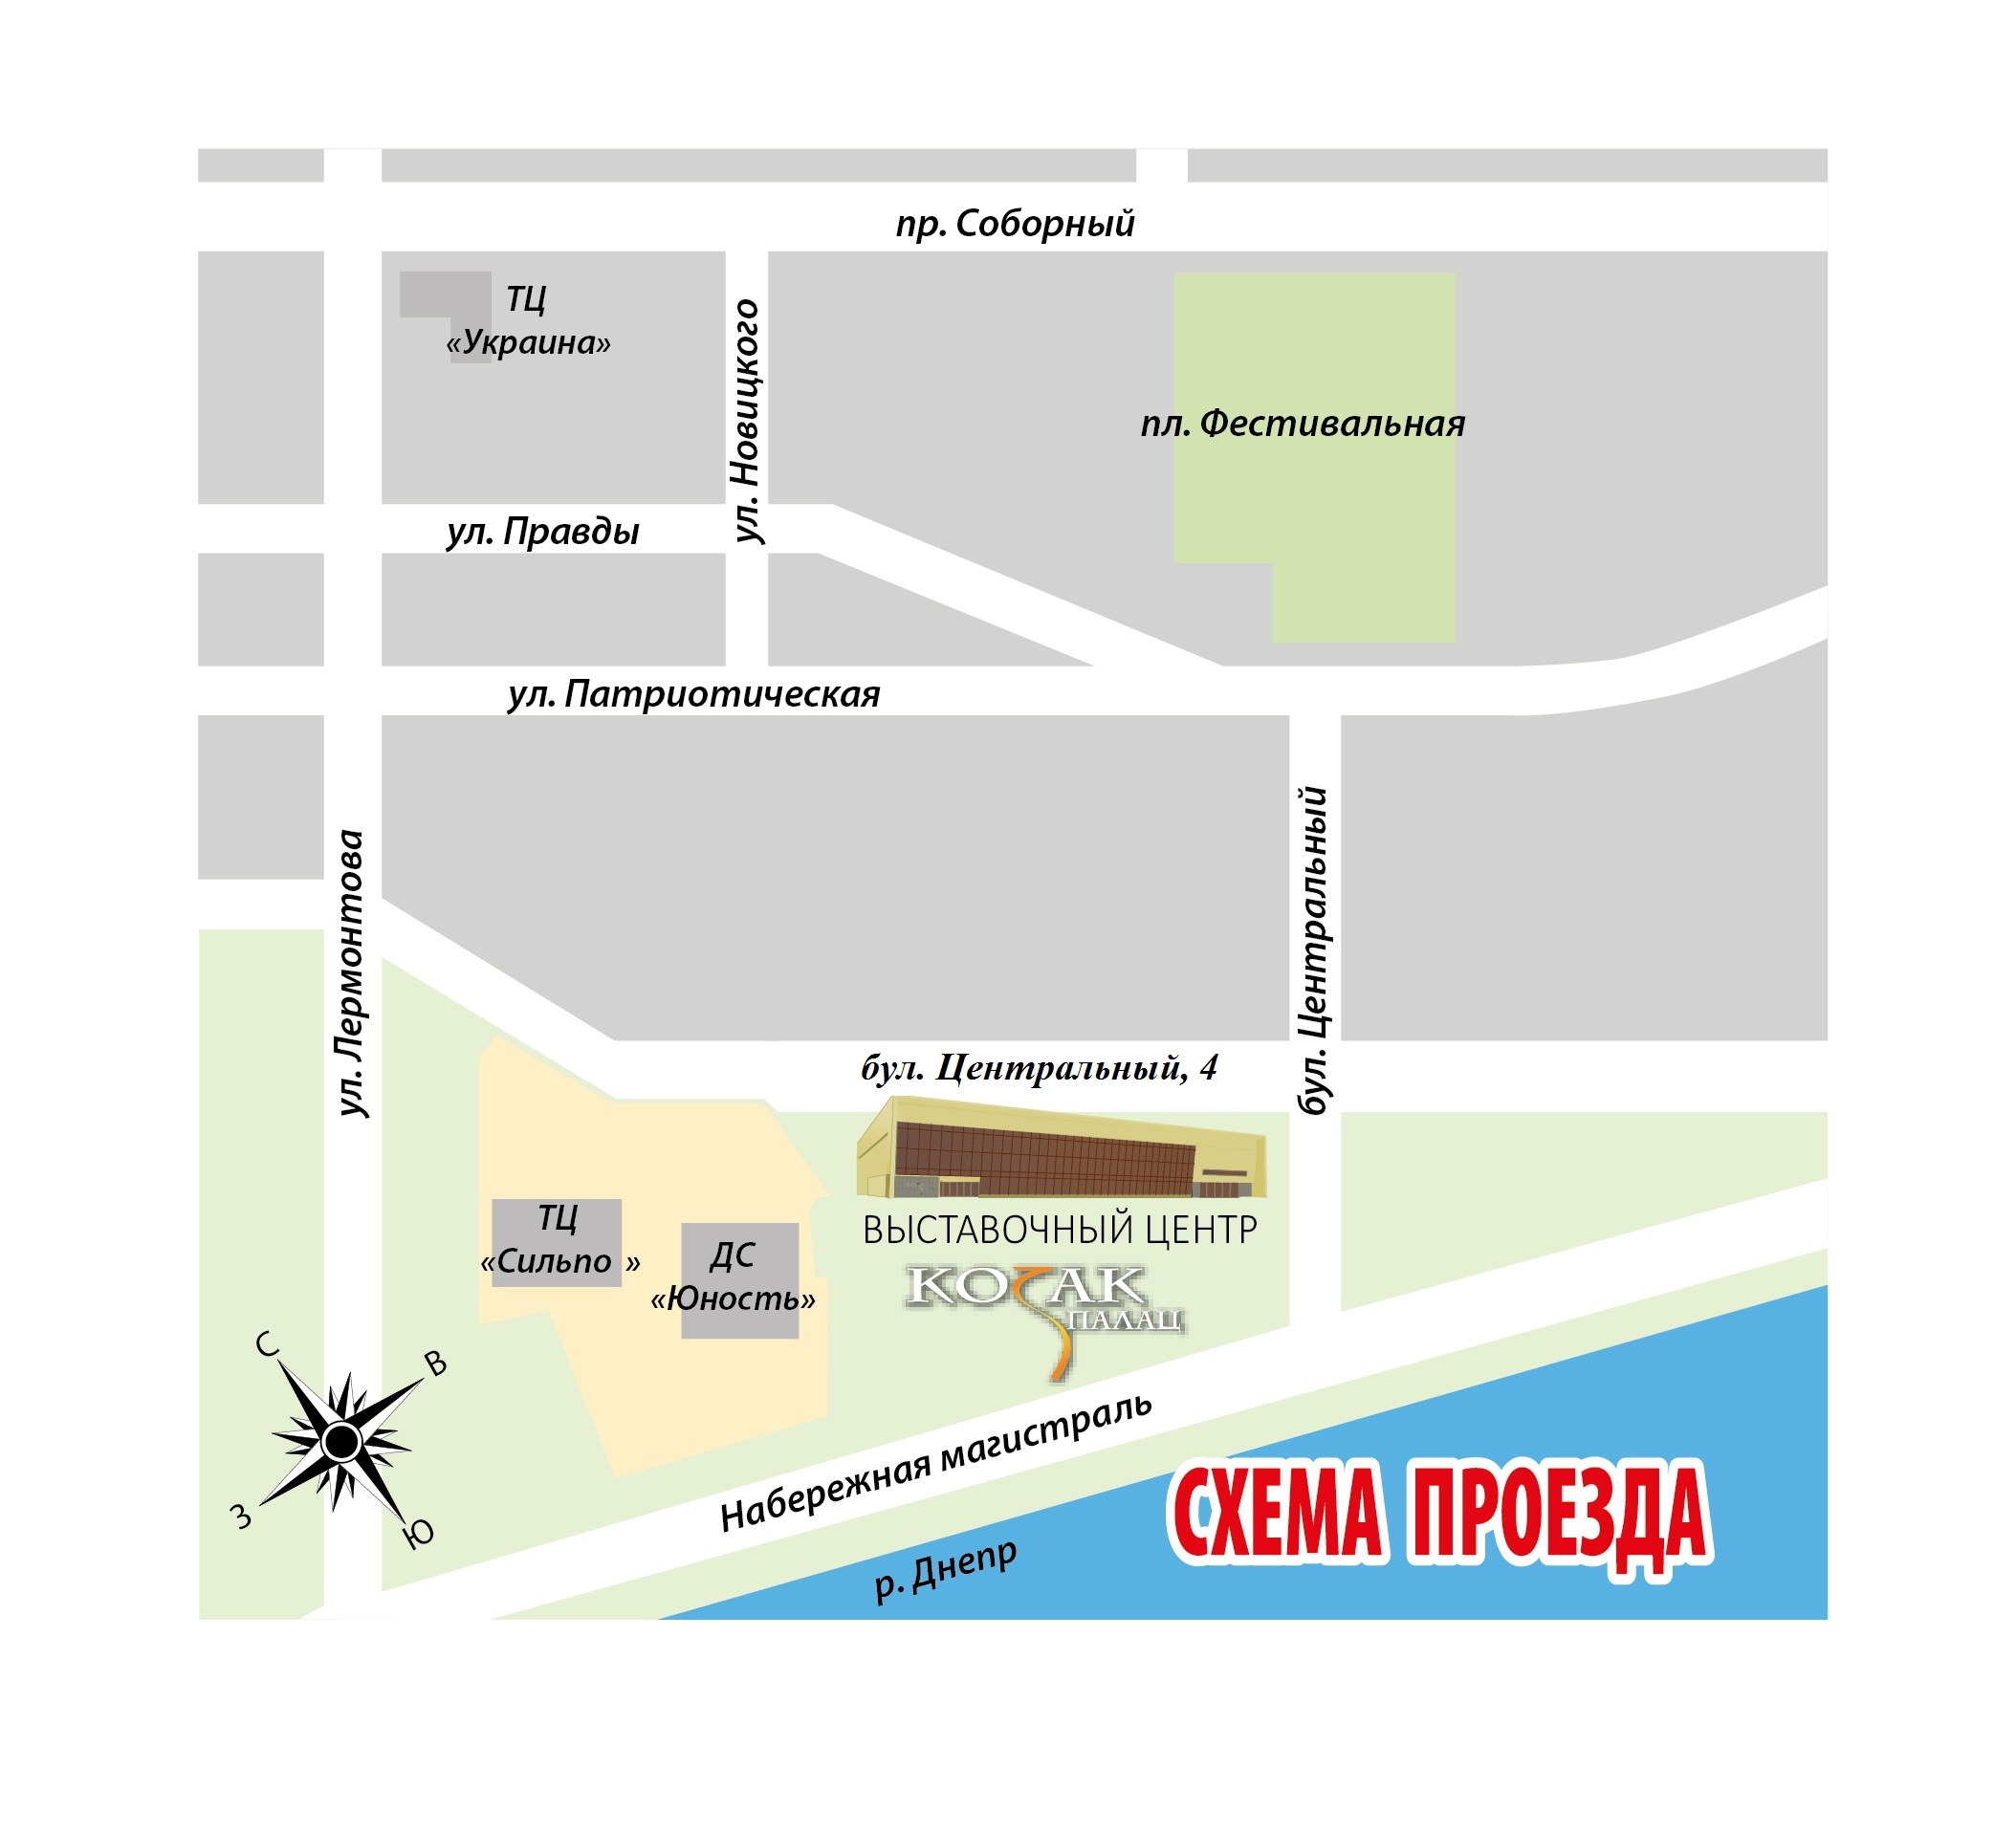 пр. Соборный
ТЦ
«Украина»
ул. Новицкого
пл. Фестивальная
ул. Правды
ул. Патриотическая
ул. Лермонтова
бул. Центральный
бул. Центральный, 4
ТЦ
«Сильпо »
ДС
«Юность»
ВЫСТАВОЧНЫЙ ЦЕНТР
КОZАК
ПАЛАЦ
С
В
З
Ю
Набережная магистраль
р. Днепр
СХЕМА ПРОЕЗДА